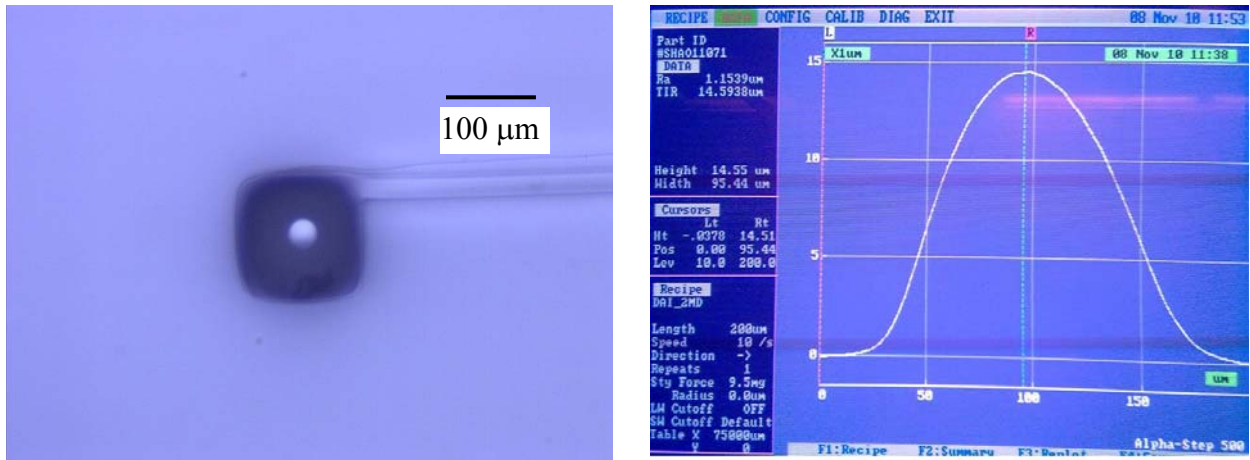 100 μm
RECIPE DATA CONFIG CALIB DIAG EXIT 08 Nov 10 11:53
L R
Part ID
#SHA011071
DATA
Ra 1.1539um
TIR 14.5938um
X1um 08 Nov 10 11:38
15
10
5
0
Height 14.55 um
Width 95.44 um
Cursors
Lt Rt
Ht -.0378 14.51
Pos 0.00 95.44
Lev 10.0 200.0
Recipe
DAI_2MD
Length 200um
Speed 10 /s
Direction ->
Repeats 1
Sty Force 9.5mg
Radius 0.0um
LW Cutoff OFF
SW Cutoff Default
Table X 75000um
Y 0
um
0 50 100 150
Alpha-Step 500
F1:Recipe F2:Summary F3:Replot